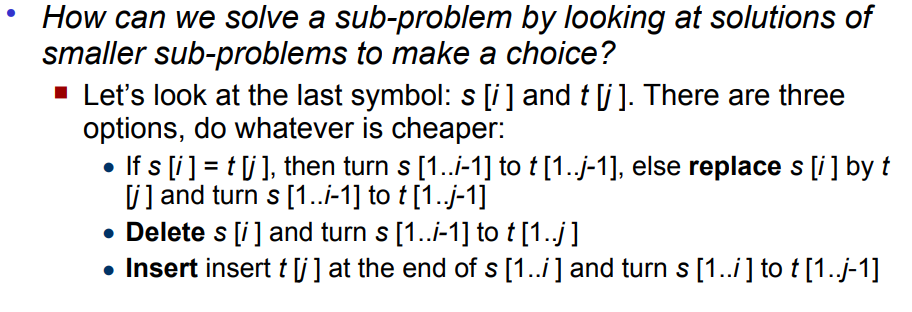 • How can we solve a sub-problem by looking at solutions of
smaller sub-problems to make a choice?
▪ Let's look at the last symbol: s [i ] and t [j ]. There are three
options, do whatever is cheaper:
• If s [i ] = t [j ], then turn s [1..i-1] to t [1..j-1], else replace s [i ] by t
[j ] and turn s [1..i-1] to t [1..j-1]
• Delete s [i ] and turn s [1..i-1] to t [1..j ]
• Insert insert t [j ] at the end of s [1..i ] and turn s [1..i ] to t [1..j-1]